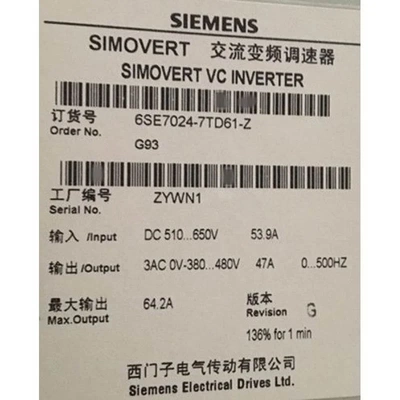 SIEMENS
SIMOVERT 交流变频调速器
SIMOVERT VC INVERTER
订货号 6SE7024-7TD61-Z
Order No.
G93
工厂编号 ZYWN1
Serial No.
输入 /Input DC 510...650V 53.9A
输出 /Output 3AC 0V-380...480V 47A 0...500HZ
最大输出 64.2A 版本
Max.Output Revision G
136% for 1 min
西门子电气传动有限公司
Siemens Electrical Drives Ltd.